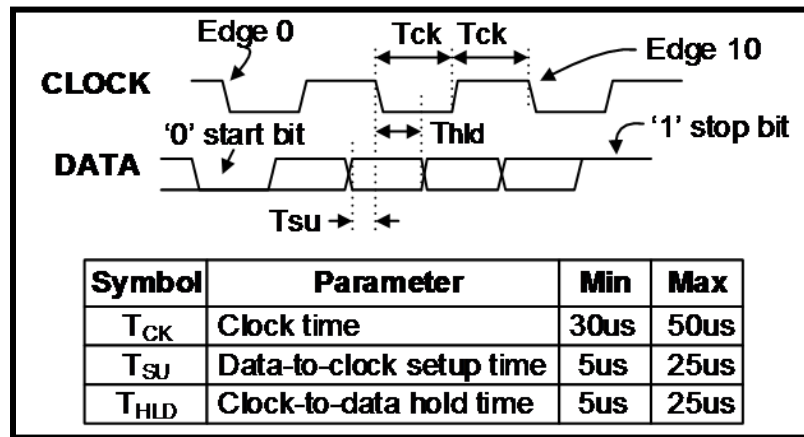 Edge 0
Tck Tck
Edge 10
CLOCK
'0' start bit
Thld
'1' stop bit
DATA
Tsu
Symbol Parameter Min Max
TCK Clock time 30us 50us
TSU Data-to-clock setup time 5us 25us
THLD Clock-to-data hold time 5us 25us